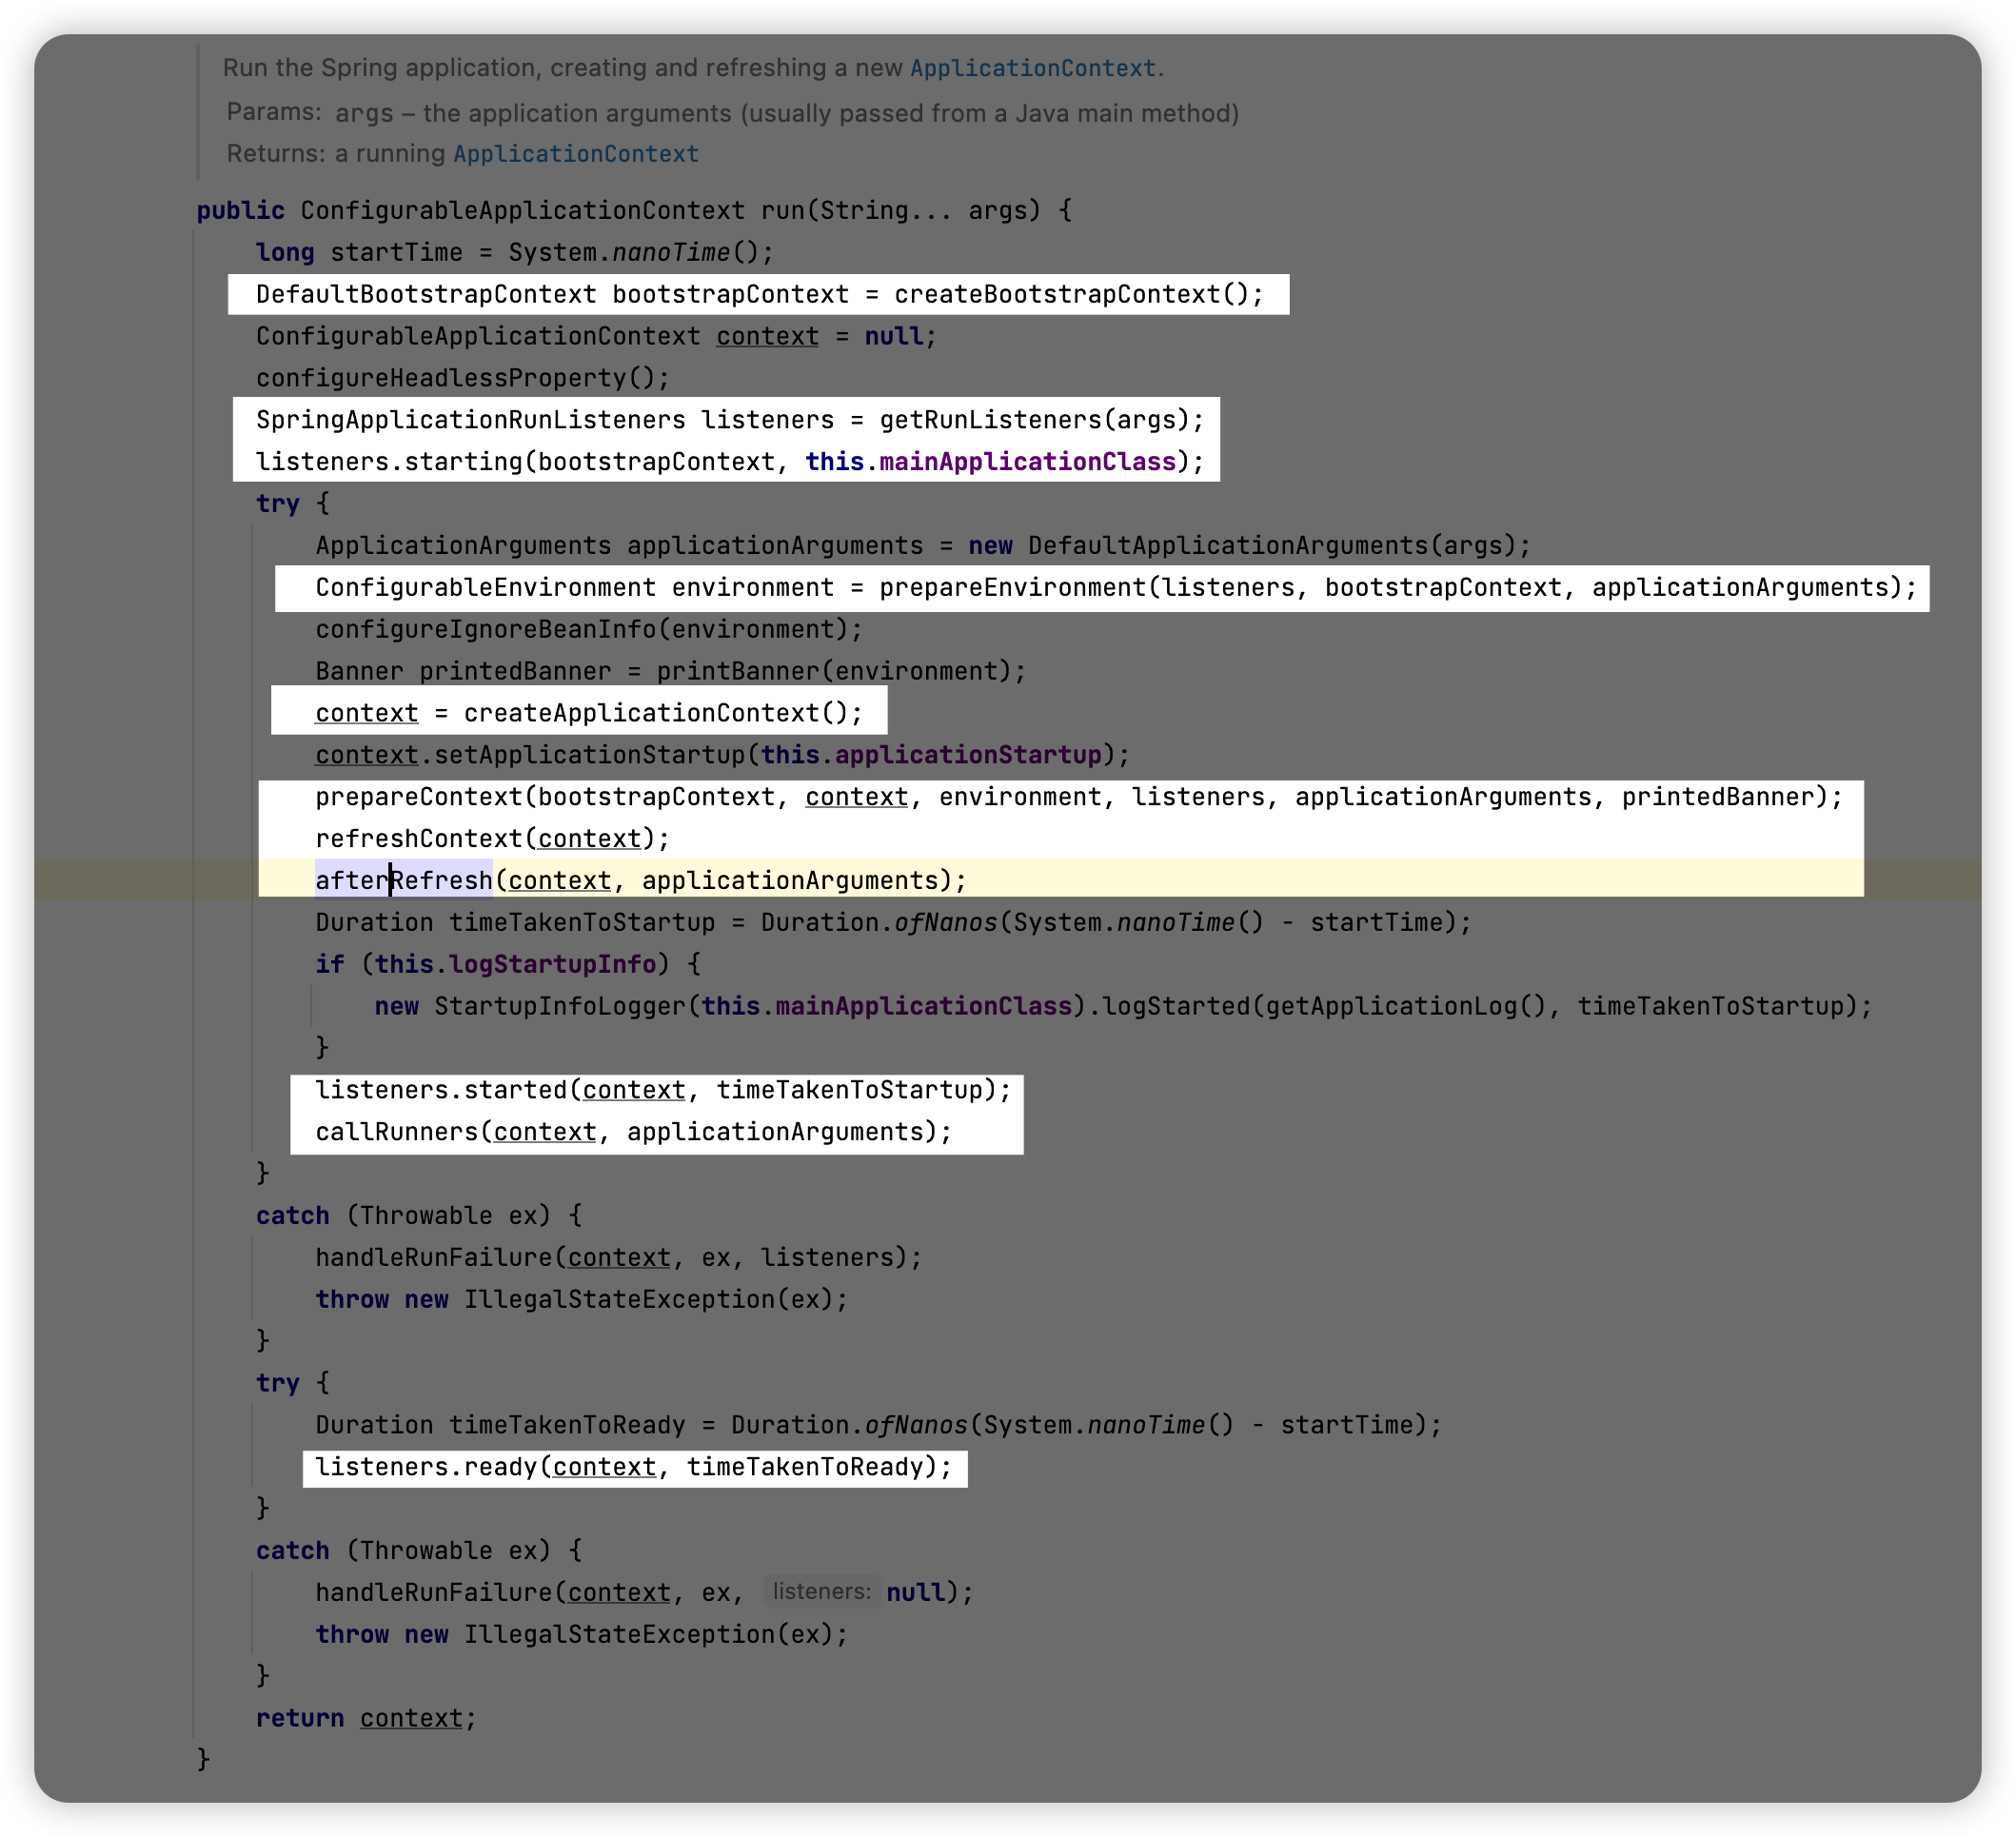 Run the Spring application, creating and refreshing a new ApplicationContext.
Params: args – the application arguments (usually passed from a Java main method)
Returns: a running ApplicationContext
public ConfigurableApplicationContext run(String... args) {
    long startTime = System.nanoTime();
    DefaultBootstrapContext bootstrapContext = createBootstrapContext();
    ConfigurableApplicationContext context = null;
    configureHeadlessProperty();
    SpringApplicationRunListeners listeners = getRunListeners(args);
    listeners.starting(bootstrapContext, this.mainApplicationClass);
    try {
        ApplicationArguments applicationArguments = new DefaultApplicationArguments(args);
        ConfigurableEnvironment environment = prepareEnvironment(listeners, bootstrapContext, applicationArguments);
        configureIgnoreBeanInfo(environment);
        Banner printedBanner = printBanner(environment);
        context = createApplicationContext();
        context.setApplicationStartup(this.applicationStartup);
        prepareContext(bootstrapContext, context, environment, listeners, applicationArguments, printedBanner);
        refreshContext(context);
        afterRefresh(context, applicationArguments);
        Duration timeTakenToStartup = Duration.ofNanos(System.nanoTime() - startTime);
        if (this.logStartupInfo) {
            new StartupInfoLogger(this.mainApplicationClass).logStarted(getApplicationLog(), timeTakenToStartup);
        }
        listeners.started(context, timeTakenToStartup);
        callRunners(context, applicationArguments);
    }
    catch (Throwable ex) {
        handleRunFailure(context, ex, listeners);
        throw new IllegalStateException(ex);
    }
    try {
        Duration timeTakenToReady = Duration.ofNanos(System.nanoTime() - startTime);
        listeners.ready(context, timeTakenToReady);
    }
    catch (Throwable ex) {
        handleRunFailure(context, ex, listeners: null);
        throw new IllegalStateException(ex);
    }
    return context;
}